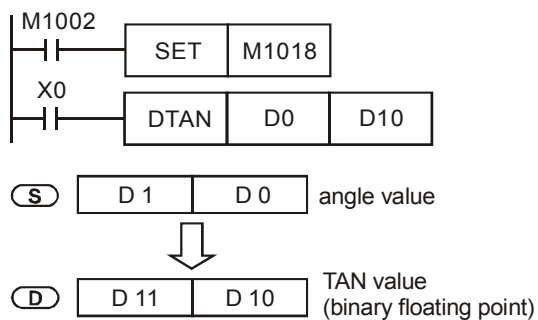 M1002
SET M1018
X0
DTAN D0 D10
S D 1 D 0 angle value
D D 11 D 10 TAN value
(binary floating point)